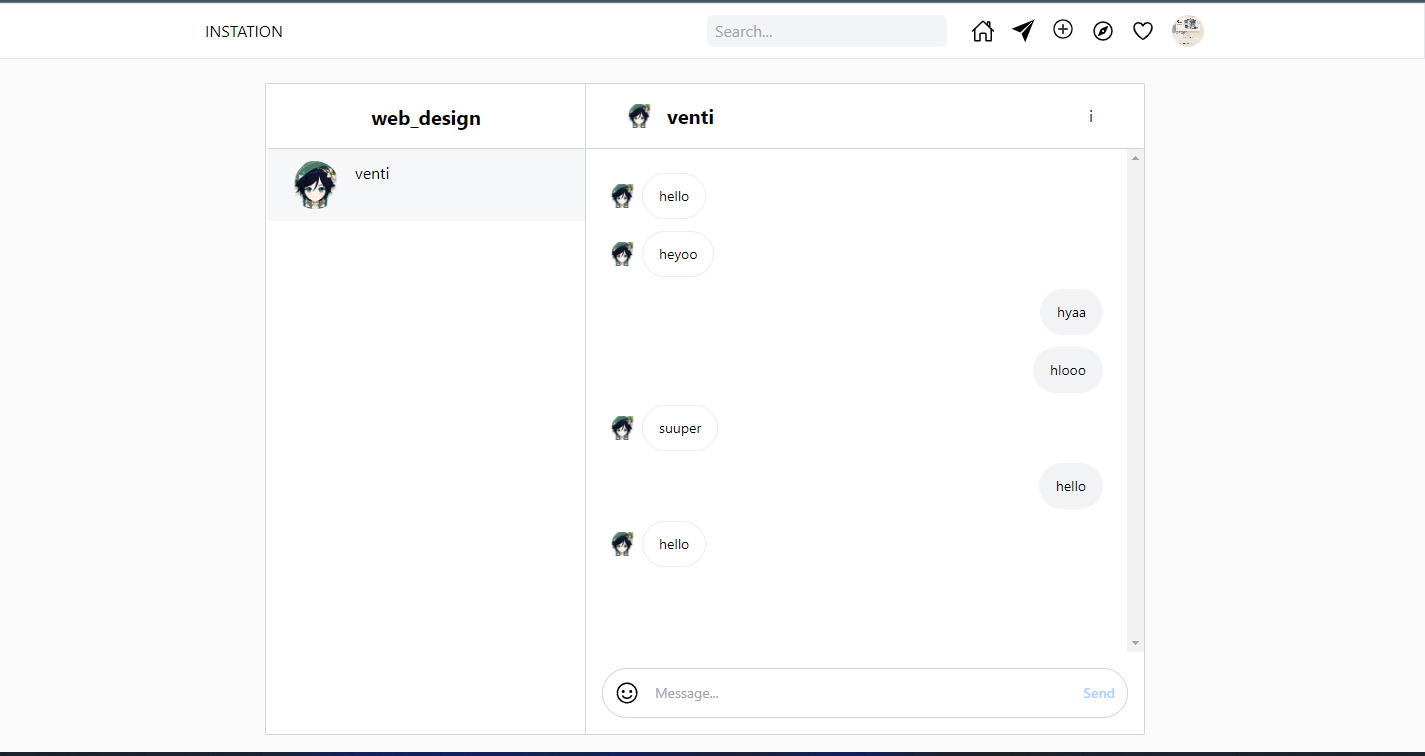 INSTATION
Search...
web_design
venti
venti
i
hello
heyoo
hyaa
hlooo
suuper
hello
hello
Message...
Send